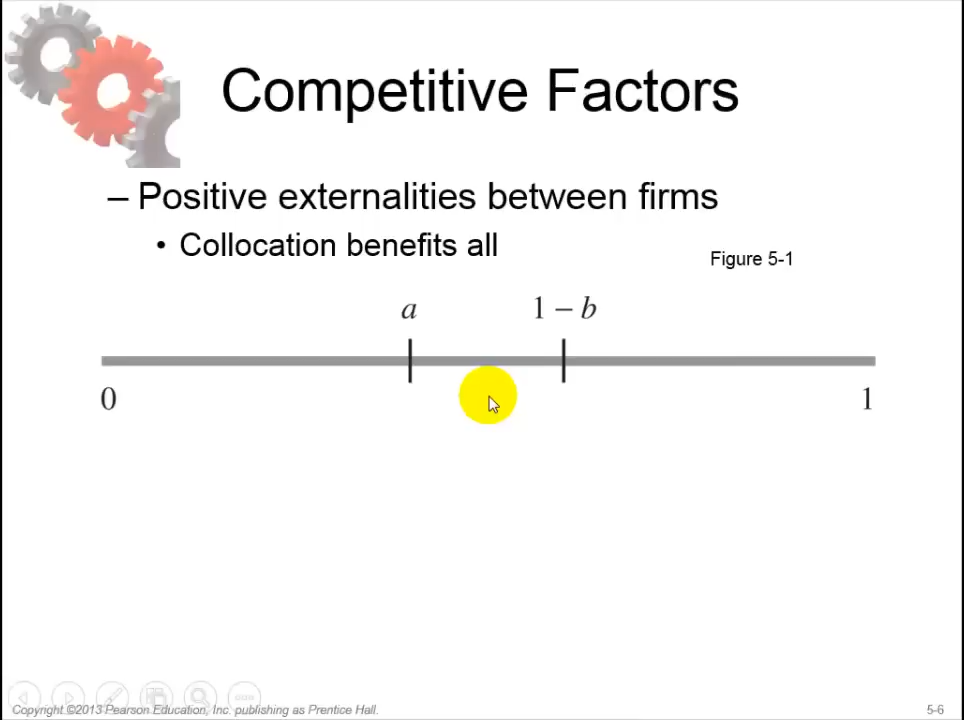 Competitive Factors
– Positive externalities between firms
• Collocation benefits all
Figure 5-1
a 1 – b
0 1
Copyright ©2013 Pearson Education, Inc. publishing as Prentice Hall.
5-6